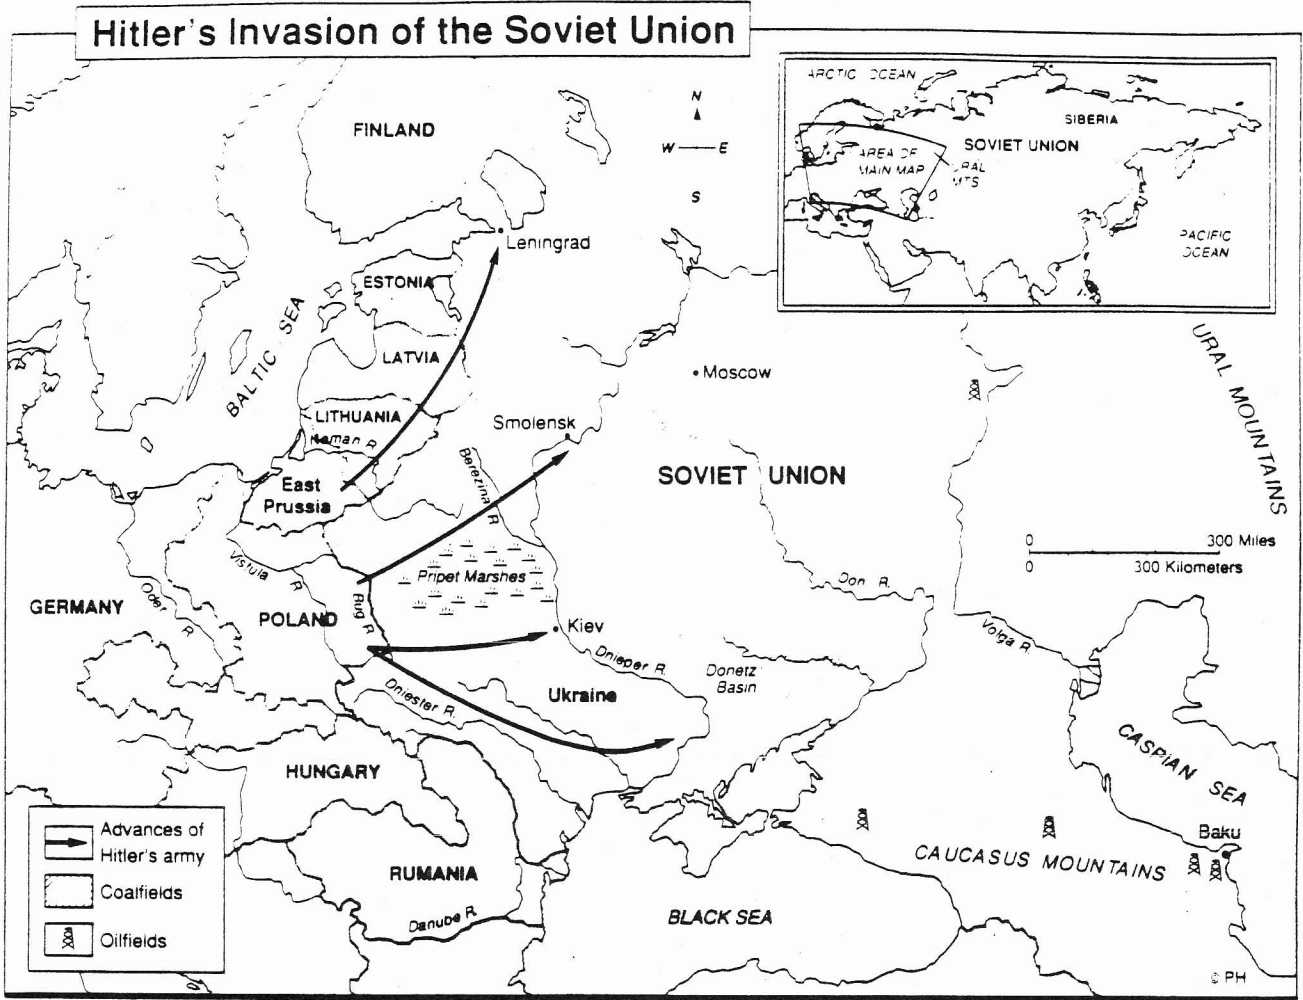 Hitler's Invasion of the Soviet Union
ARCTIC OCEAN
SIBERIA
SOVIET UNION
AREA OF
MAIN MAP
URAL
MTS
PACIFIC
OCEAN
N
W E
S
FINLAND
Leningrad
ESTONIA
BALTIC SEA
LATVIA
Moscow
URAL MOUNTAINS
LITHUANIA
Neman R.
Smolensk
Berezina R.
SOVIET UNION
East
Prussia
0 300 Miles
0 300 Kilometers
Vistula R.
Pripet Marshes
Don R.
Oder R.
Bug R.
GERMANY
POLAND
Kiev
Volga R.
Dnieper R.
Donetz
Basin
Dniester R.
Ukraine
CASPIAN SEA
HUNGARY
Baku
CAUCASUS MOUNTAINS
RUMANIA
Danube R.
BLACK SEA
Advances of
Hitler's army
Coalfields
Oilfields
© PH